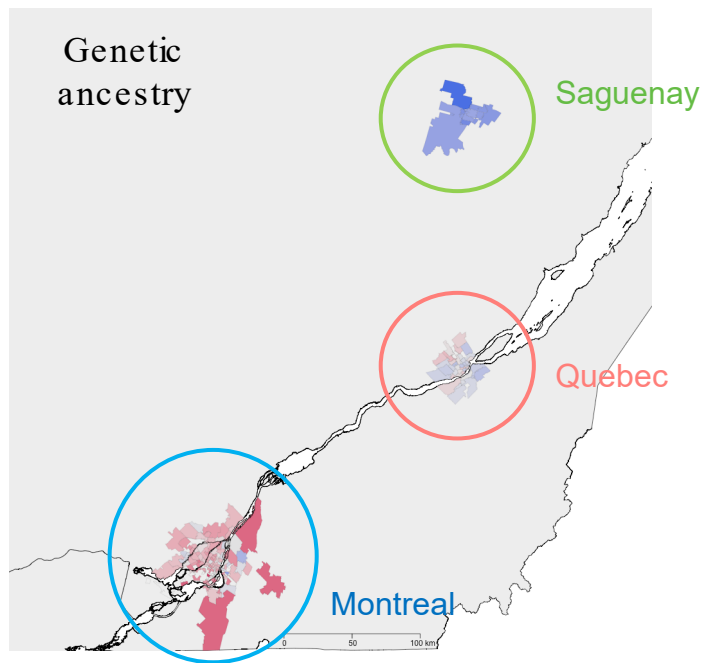 Genetic
ancestry
Saguenay
Quebec
Montreal
0 50 100 km